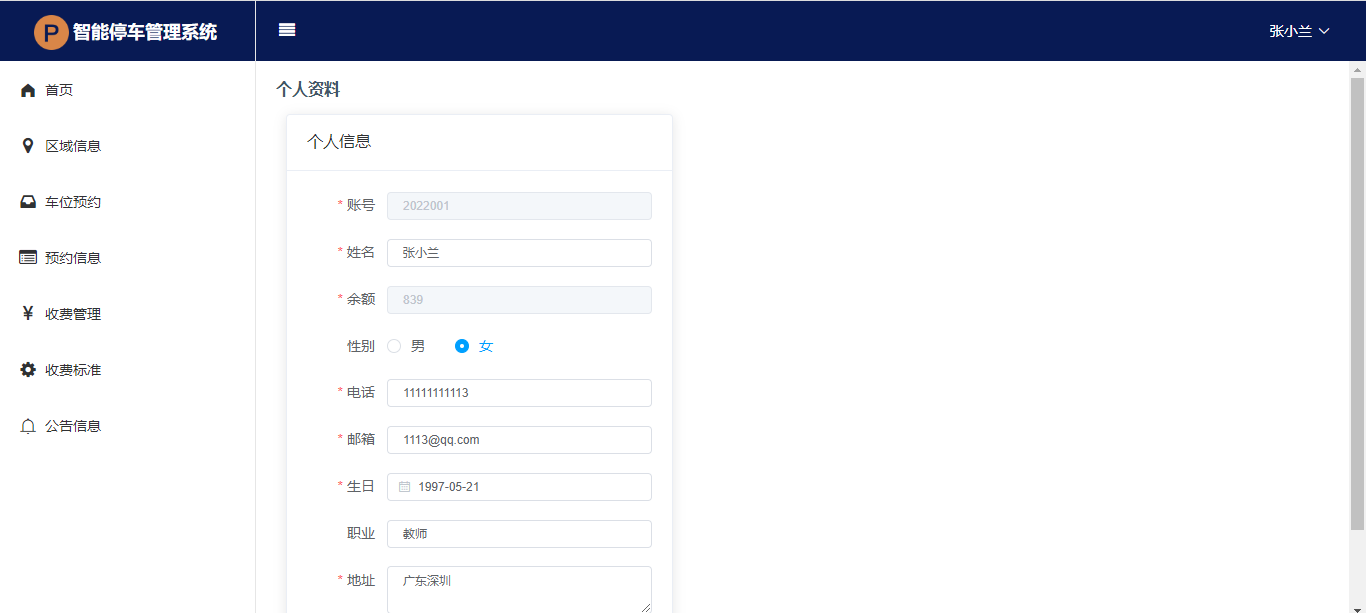 P 智能停车管理系统
张小兰
首页
区域信息
车位预约
预约信息
¥ 收费管理
收费标准
公告信息
个人资料
个人信息
* 账号 2022001
* 姓名 张小兰
* 余额 839
性别 男 女
* 电话 11111111113
* 邮箱 1113@qq.com
* 生日 1997-05-21
职业 教师
* 地址 广东深圳